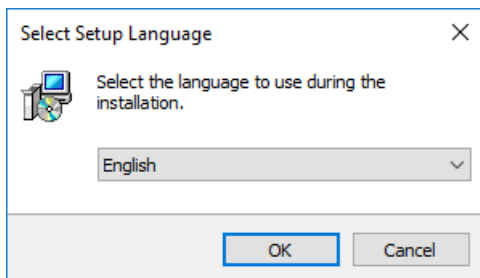 Select Setup Language
Select the language to use during the
installation.
English
OK
Cancel